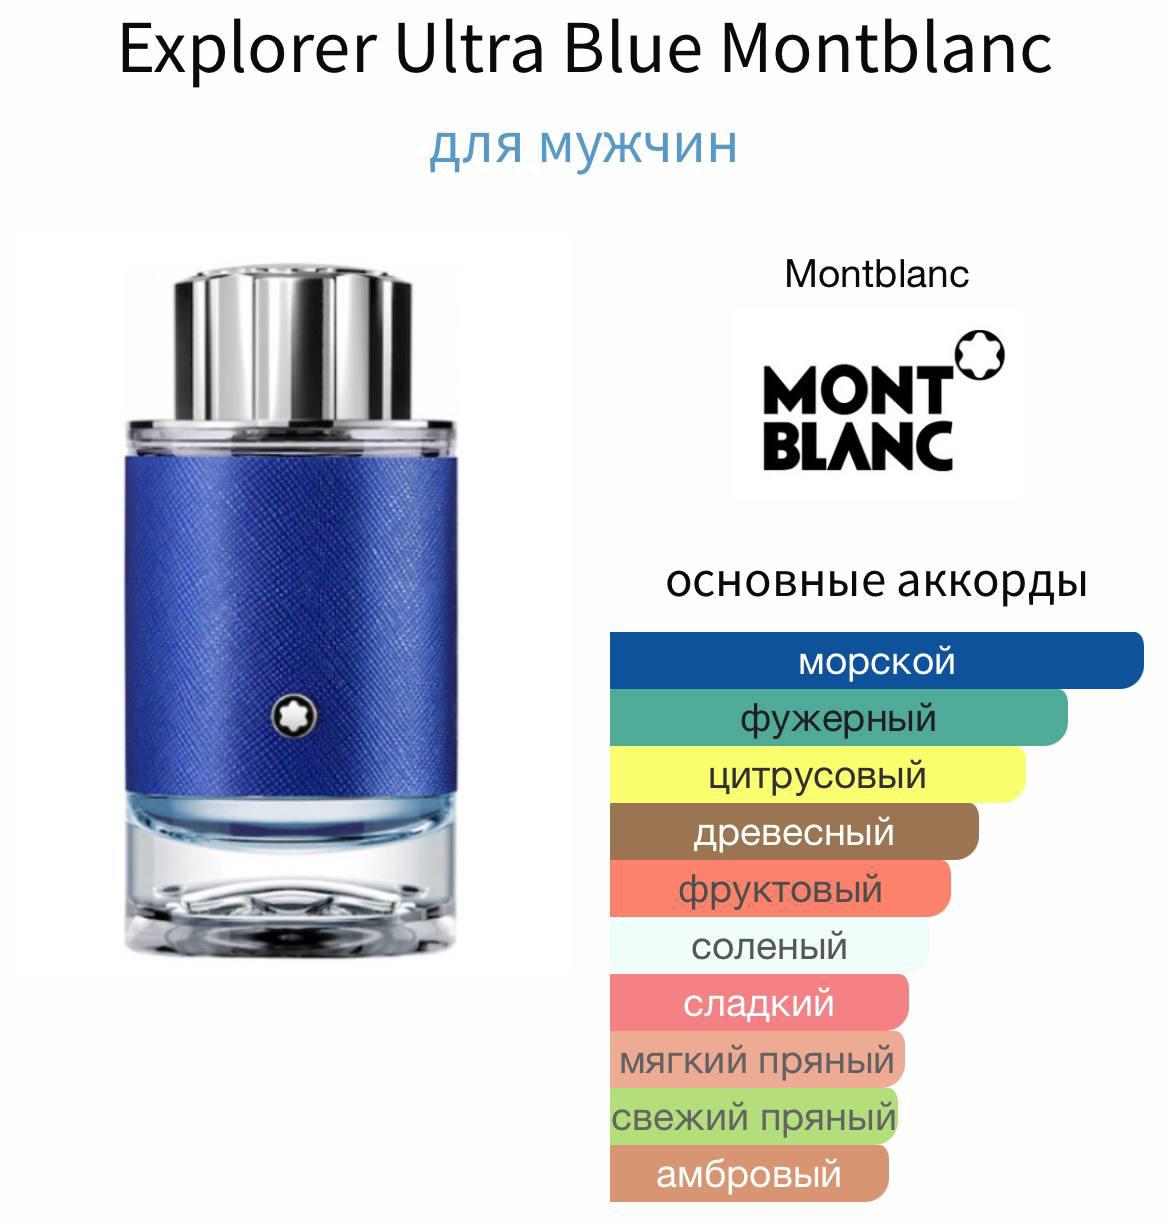 Explorer Ultra Blue Montblanc
для мужчин
Montblanc
MONT
BLANC
основные аккорды
морской
фужерный
цитрусовый
древесный
фруктовый
соленый
сладкий
мягкий пряный
свежий пряный
амбровый